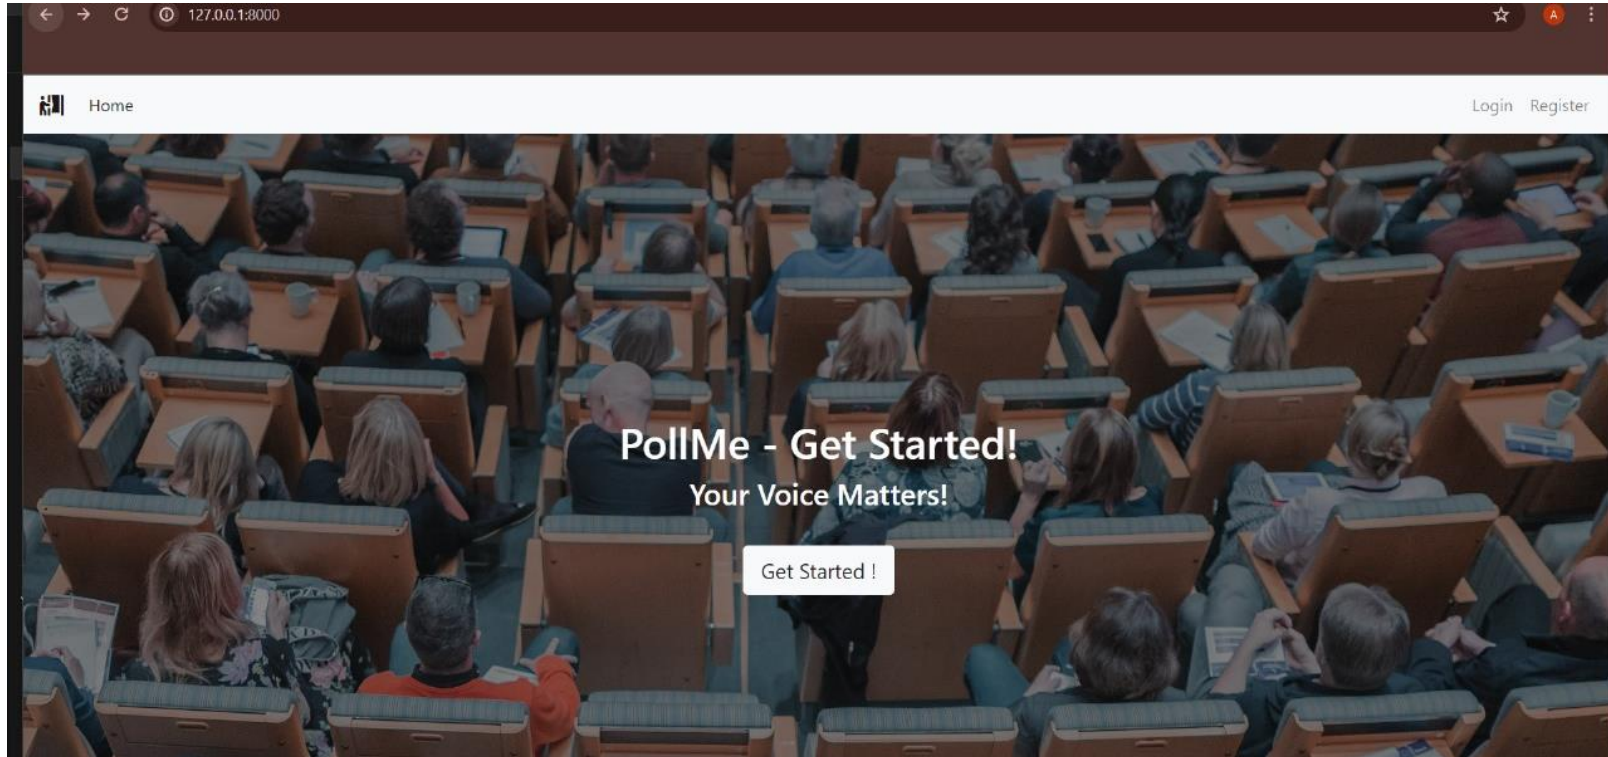 127.0.0.1:8000
A
Home
Login Register
PollMe - Get Started!
Your Voice Matters!
Get Started !